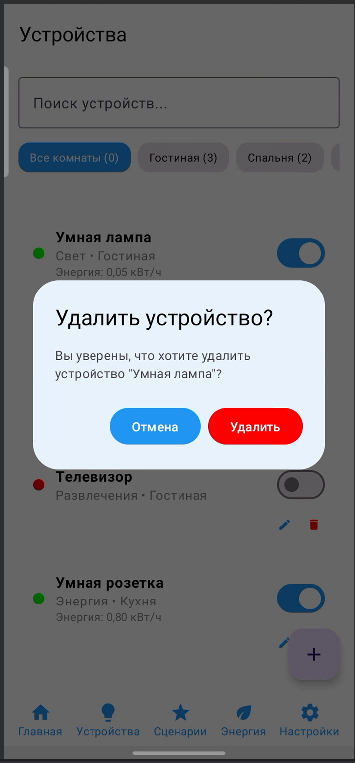 Устройства
Поиск устройств...
Все комнаты (0)
Гостиная (3)
Спальня (2)
Умная лампа
Свет • Гостиная
Энергия: 0,05 кВт/ч
Удалить устройство?
Вы уверены, что хотите удалить
устройство "Умная лампа"?
Отмена
Удалить
Телевизор
Развлечения • Гостиная
Умная розетка
Энергия • Кухня
Энергия: 0,80 кВт/ч
+
Главная
Устройства
Сценарии
Энергия
Настройки